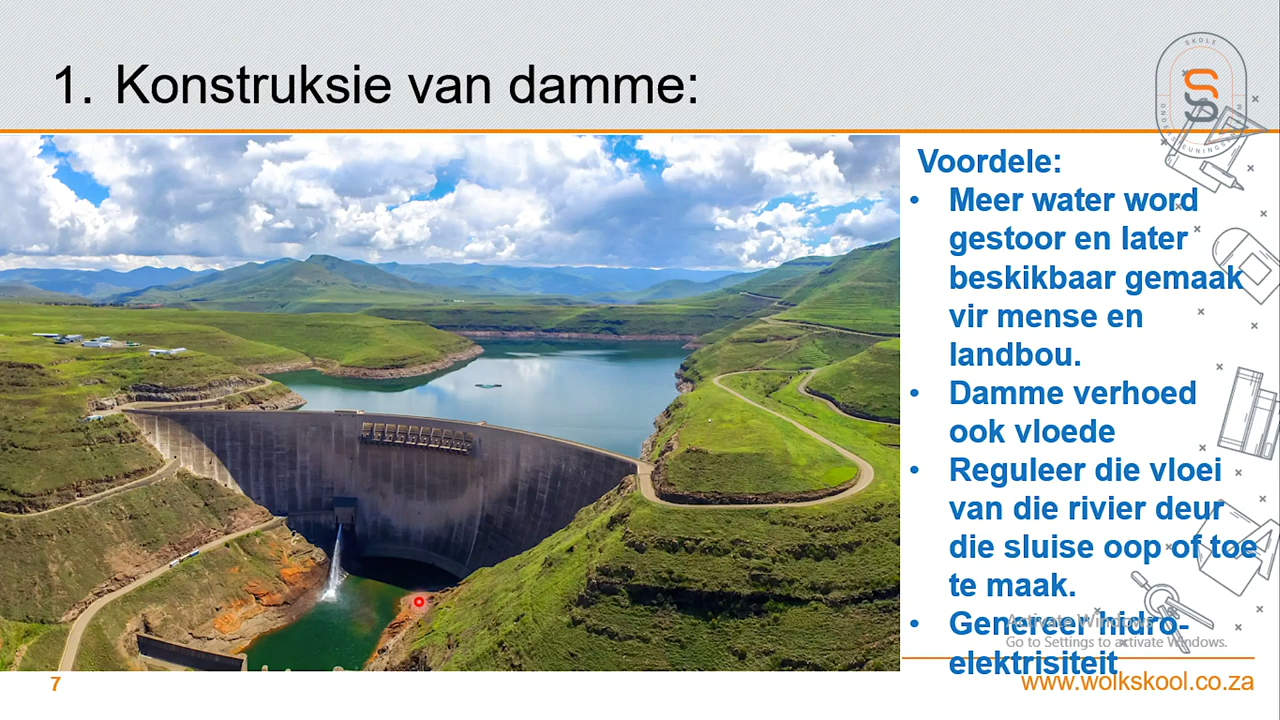 1. Konstruksie van damme:
SKOLE
Voordele:
• Meer water word
gestoor en later
beskikbaar gemaak
vir mense en
landbou.
• Damme verhoed
ook vloede
• Reguleer die vloei
van die rivier deur
die sluise oop of toe
te maak.
• Genereer hidro-
elektrisiteit
Activate Windows
Go to Settings to activate Windows.
7
www.wolkskool.co.za